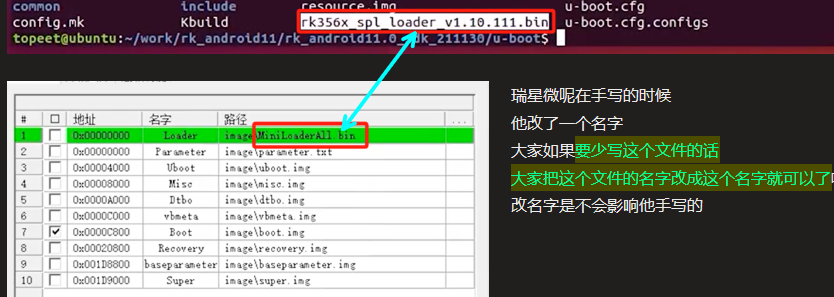 common include resource.img u-boot.cfg
config.mk Kbuild rk356x_spl_loader_v1.10.111.bin u-boot.cfg.configs
topeet@ubuntu:~/work/rk_android11/rk_android11.0_sdk_211130/u-boot$
# 地址 名字 路径 ...
1 0x00000000 Loader image\MiniLoaderAll.bin
2 0x00000000 Parameter image\parameter.txt
3 0x00004000 Uboot image\uboot.img
4 0x00008000 Misc image\misc.img
5 0x0000A000 Dtbo image\dtbo.img
6 0x0000C000 vbmeta image\vbmeta.img
7 0x0000C800 Boot image\boot.img
8 0x00020800 Recovery image\recovery.img
9 0x001D8800 baseparameter image\baseparameter.img
10 0x001D9000 Super image\super.img
瑞星微呢在手写的时候
他改了一个名字
大家如果要少写这个文件的话
大家把这个文件的名字改成这个名字就可以了
改名字是不会影响他手写的